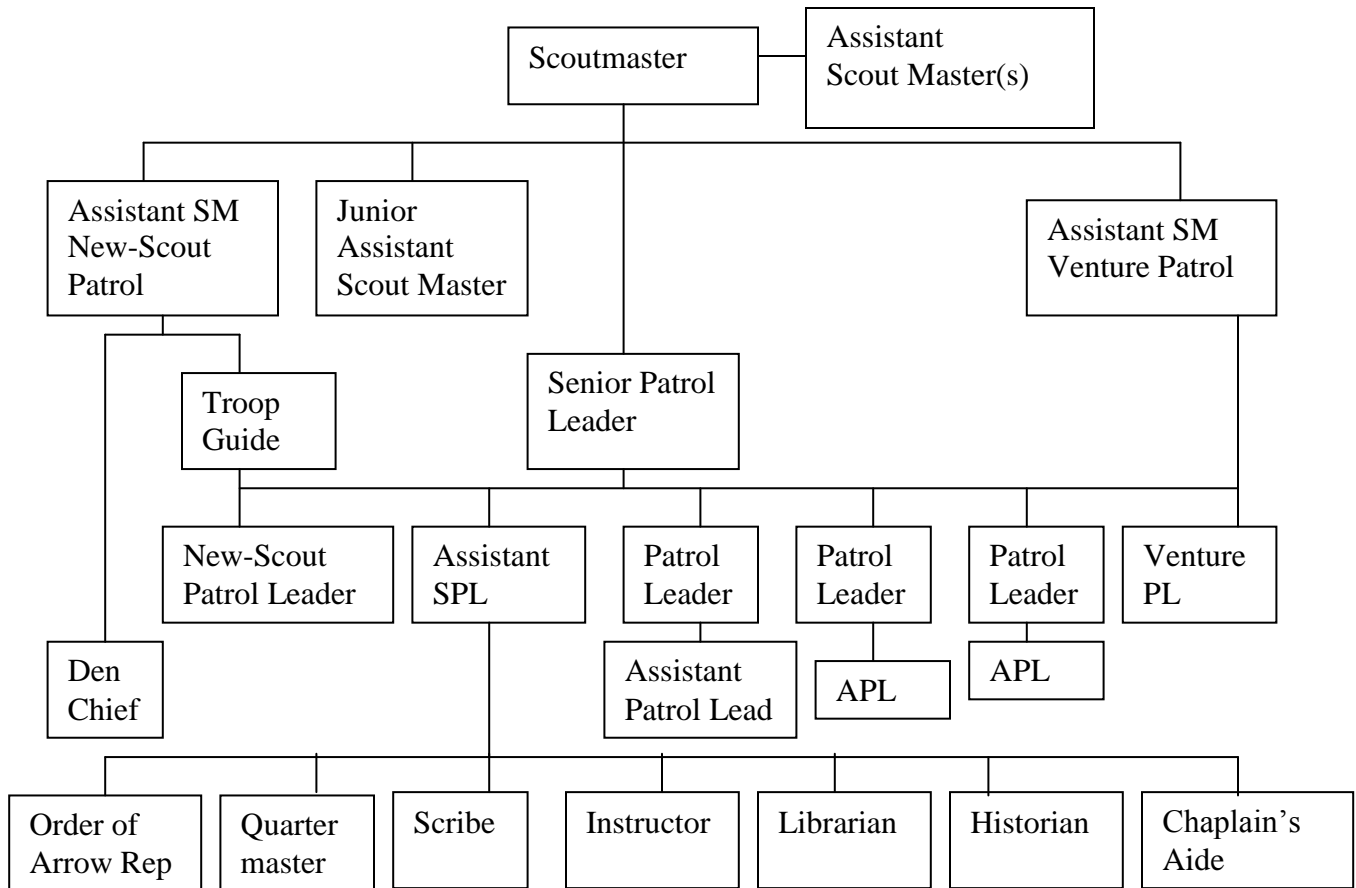 Scoutmaster
Assistant
Scout Master(s)
Assistant SM
New-Scout
Patrol
Junior
Assistant
Scout Master
Assistant SM
Venture Patrol
Troop
Guide
Senior Patrol
Leader
New-Scout
Patrol Leader
Assistant
SPL
Patrol
Leader
Patrol
Leader
Patrol
Leader
Venture
PL
Den
Chief
Assistant
Patrol Lead
APL
APL
Order of
Arrow Rep
Quarter
master
Scribe
Instructor
Librarian
Historian
Chaplain’s
Aide